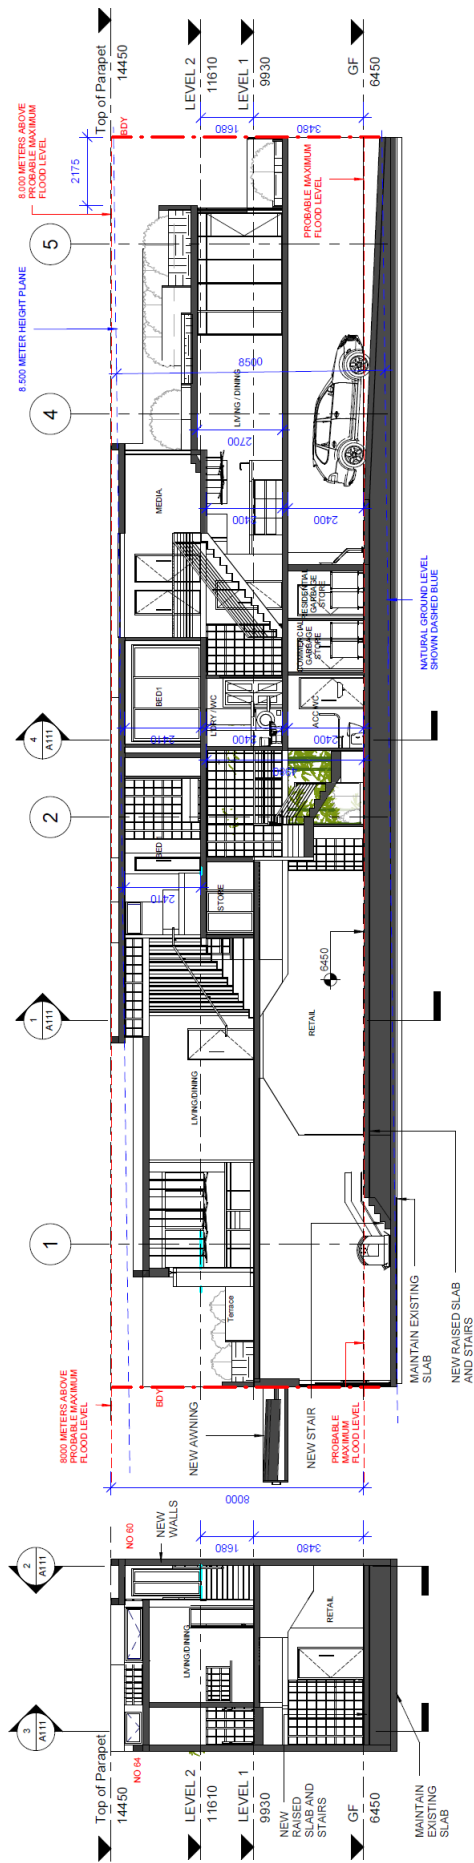 Top of Parapet
14450
LEVEL 2
11610
LEVEL 1
9930
GF
6450
1680
3480
BDY
2175
8.000 METERS ABOVE
PROBABLE MAXIMUM
FLOOD LEVEL
8.500 METER HEIGHT PLANE
PROBABLE MAXIMUM
FLOOD LEVEL
5
4
LIVING / DINING
8500
2700
MEDIA
2400
2400
COMMERCIAL
GARBAGE
STORE
RESIDENTIAL
GARBAGE
STORE
NATURAL GROUND LEVEL
SHOWN DASHED BLUE
BED1
2410
LDRY / WC
2400
ACC WC
2400
4
A111
2
BED
2410
STORE
1
A111
6450
RETAIL
LIVING/DINING
1
Terrace
8000 METERS ABOVE
PROBABLE MAXIMUM
FLOOD LEVEL
BDY
NEW AWNING
NEW STAIR
PROBABLE
MAXIMUM
FLOOD LEVEL
MAINTAIN EXISTING
SLAB
NEW RAISED SLAB
AND STAIRS
8000
2
A111
NO 60
NEW
WALLS
1680
3480
LIVING/DINING
RETAIL
3
A111
NO 64
Top of Parapet
14450
LEVEL 2
11610
LEVEL 1
9930
NEW
RAISED
SLAB AND
STAIRS
GF
6450
MAINTAIN
EXISTING
SLAB